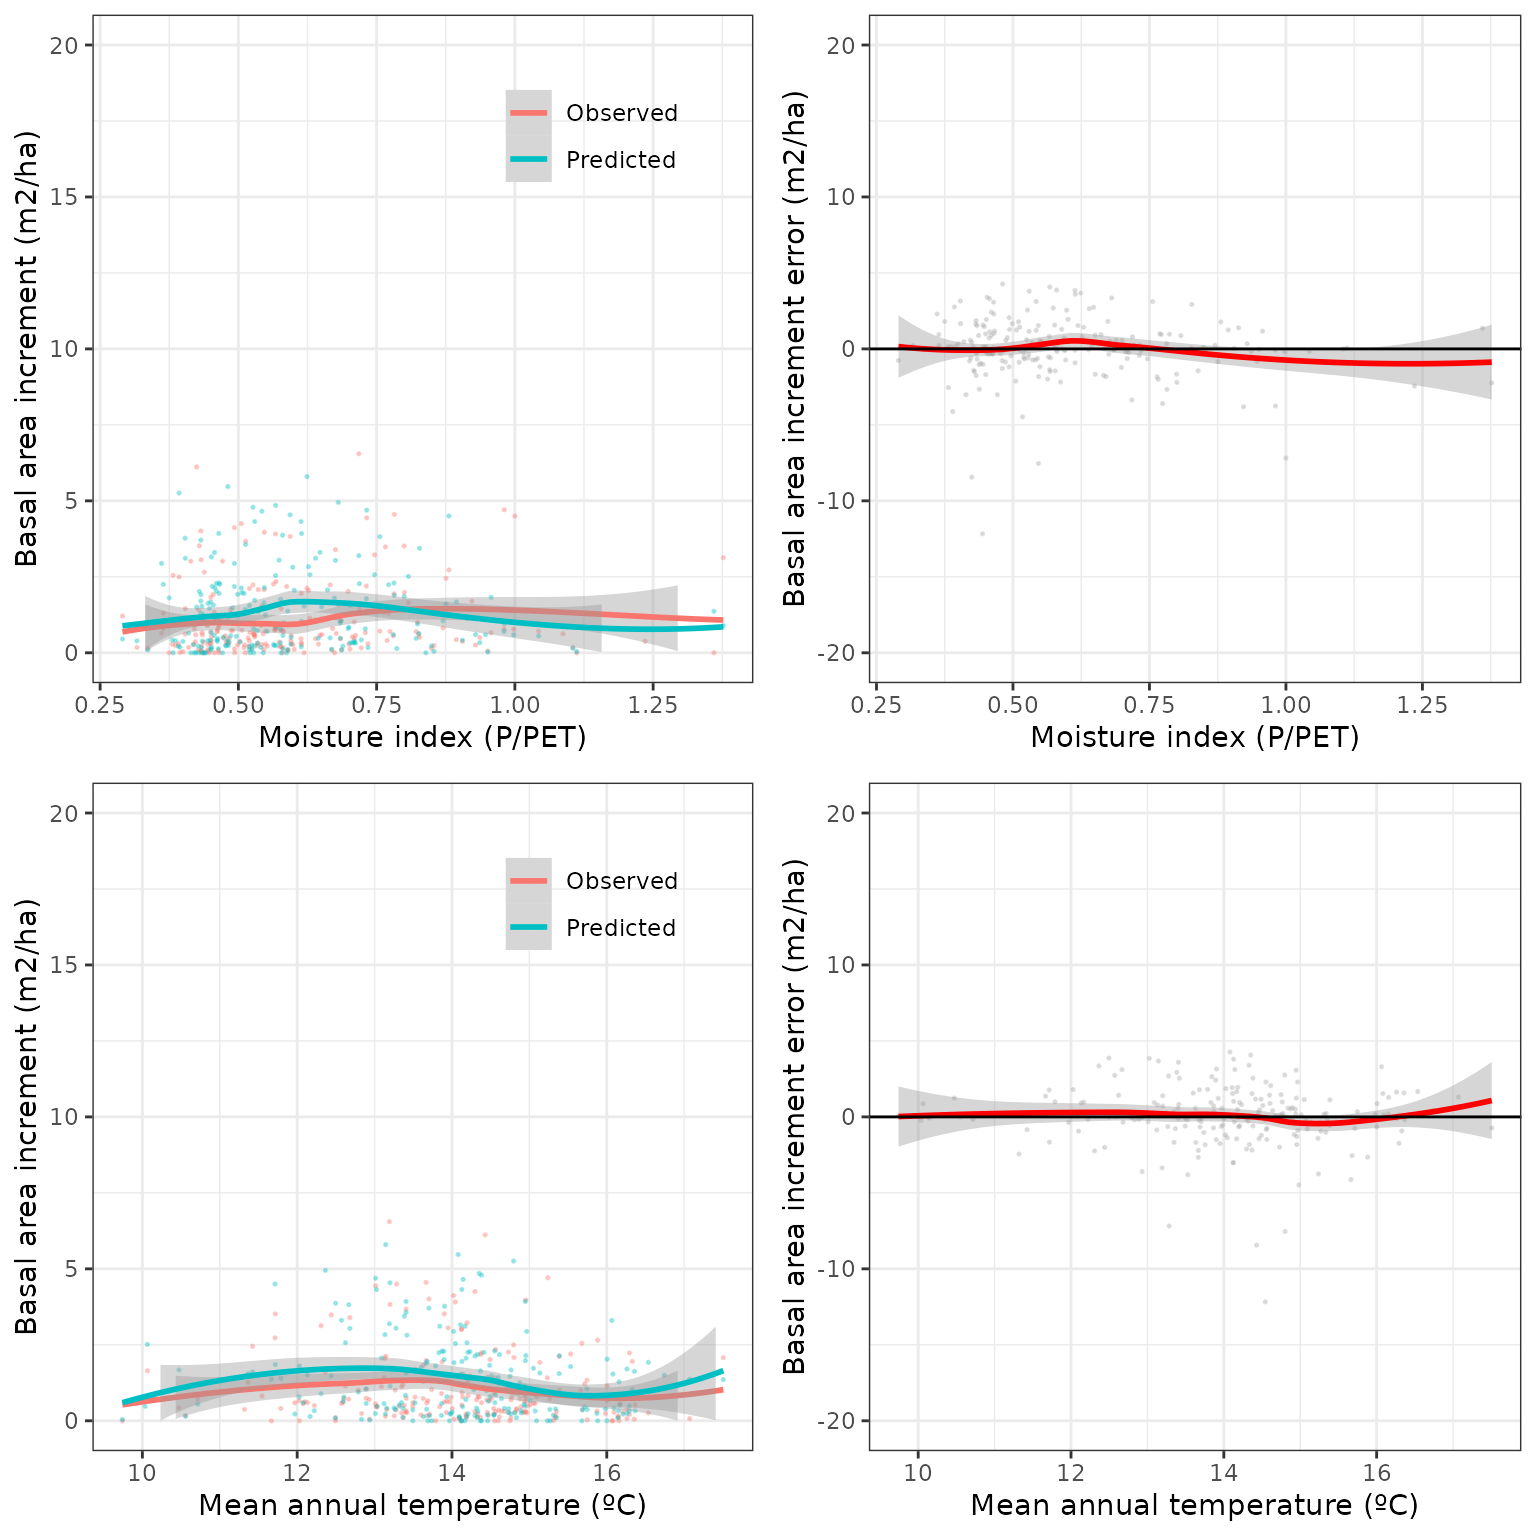 Basal area increment (m2/ha)
20
15
10
5
0
Observed
Predicted
0.25 0.50 0.75 1.00 1.25
Moisture index (P/PET)
Basal area increment error (m2/ha)
20
10
0
-10
-20
0.25 0.50 0.75 1.00 1.25
Moisture index (P/PET)
Basal area increment (m2/ha)
20
15
10
5
0
Observed
Predicted
10 12 14 16
Mean annual temperature (ºC)
Basal area increment error (m2/ha)
20
10
0
-10
-20
10 12 14 16
Mean annual temperature (ºC)